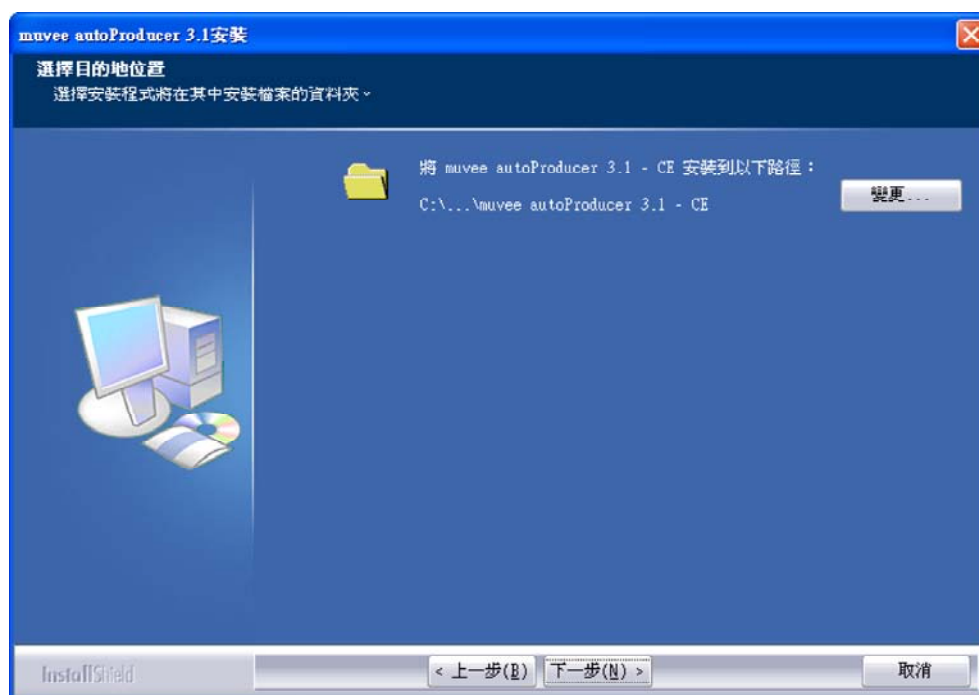 muvee autoProducer 3.1安裝
選擇目的地位置
選擇安裝程式將在其中安裝檔案的資料夾。
將 muvee autoProducer 3.1 - CE 安裝到以下路徑：
C:\...\muvee autoProducer 3.1 - CE
變更...
InstallShield
< 上一步(B)
下一步(N) >
取消